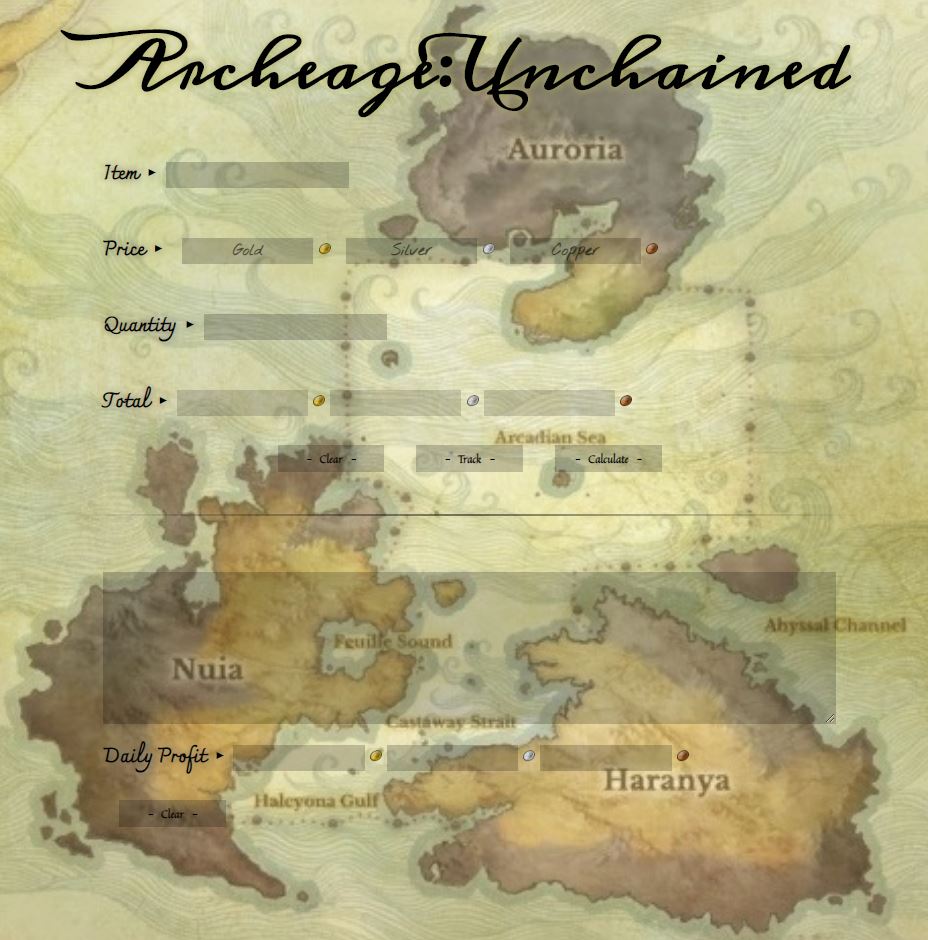 Archeage:Unchained
Auroria
Item ▸
Price ▸ Gold Silver Copper
Quantity ▸
Total ▸
Arcadian Sea
- Clear - - Track - - Calculate -
Abyssal Channel
Feuille Sound
Nuia
Castaway Strait
Daily Profit ▸
Haranya
Halcyona Gulf
- Clear -